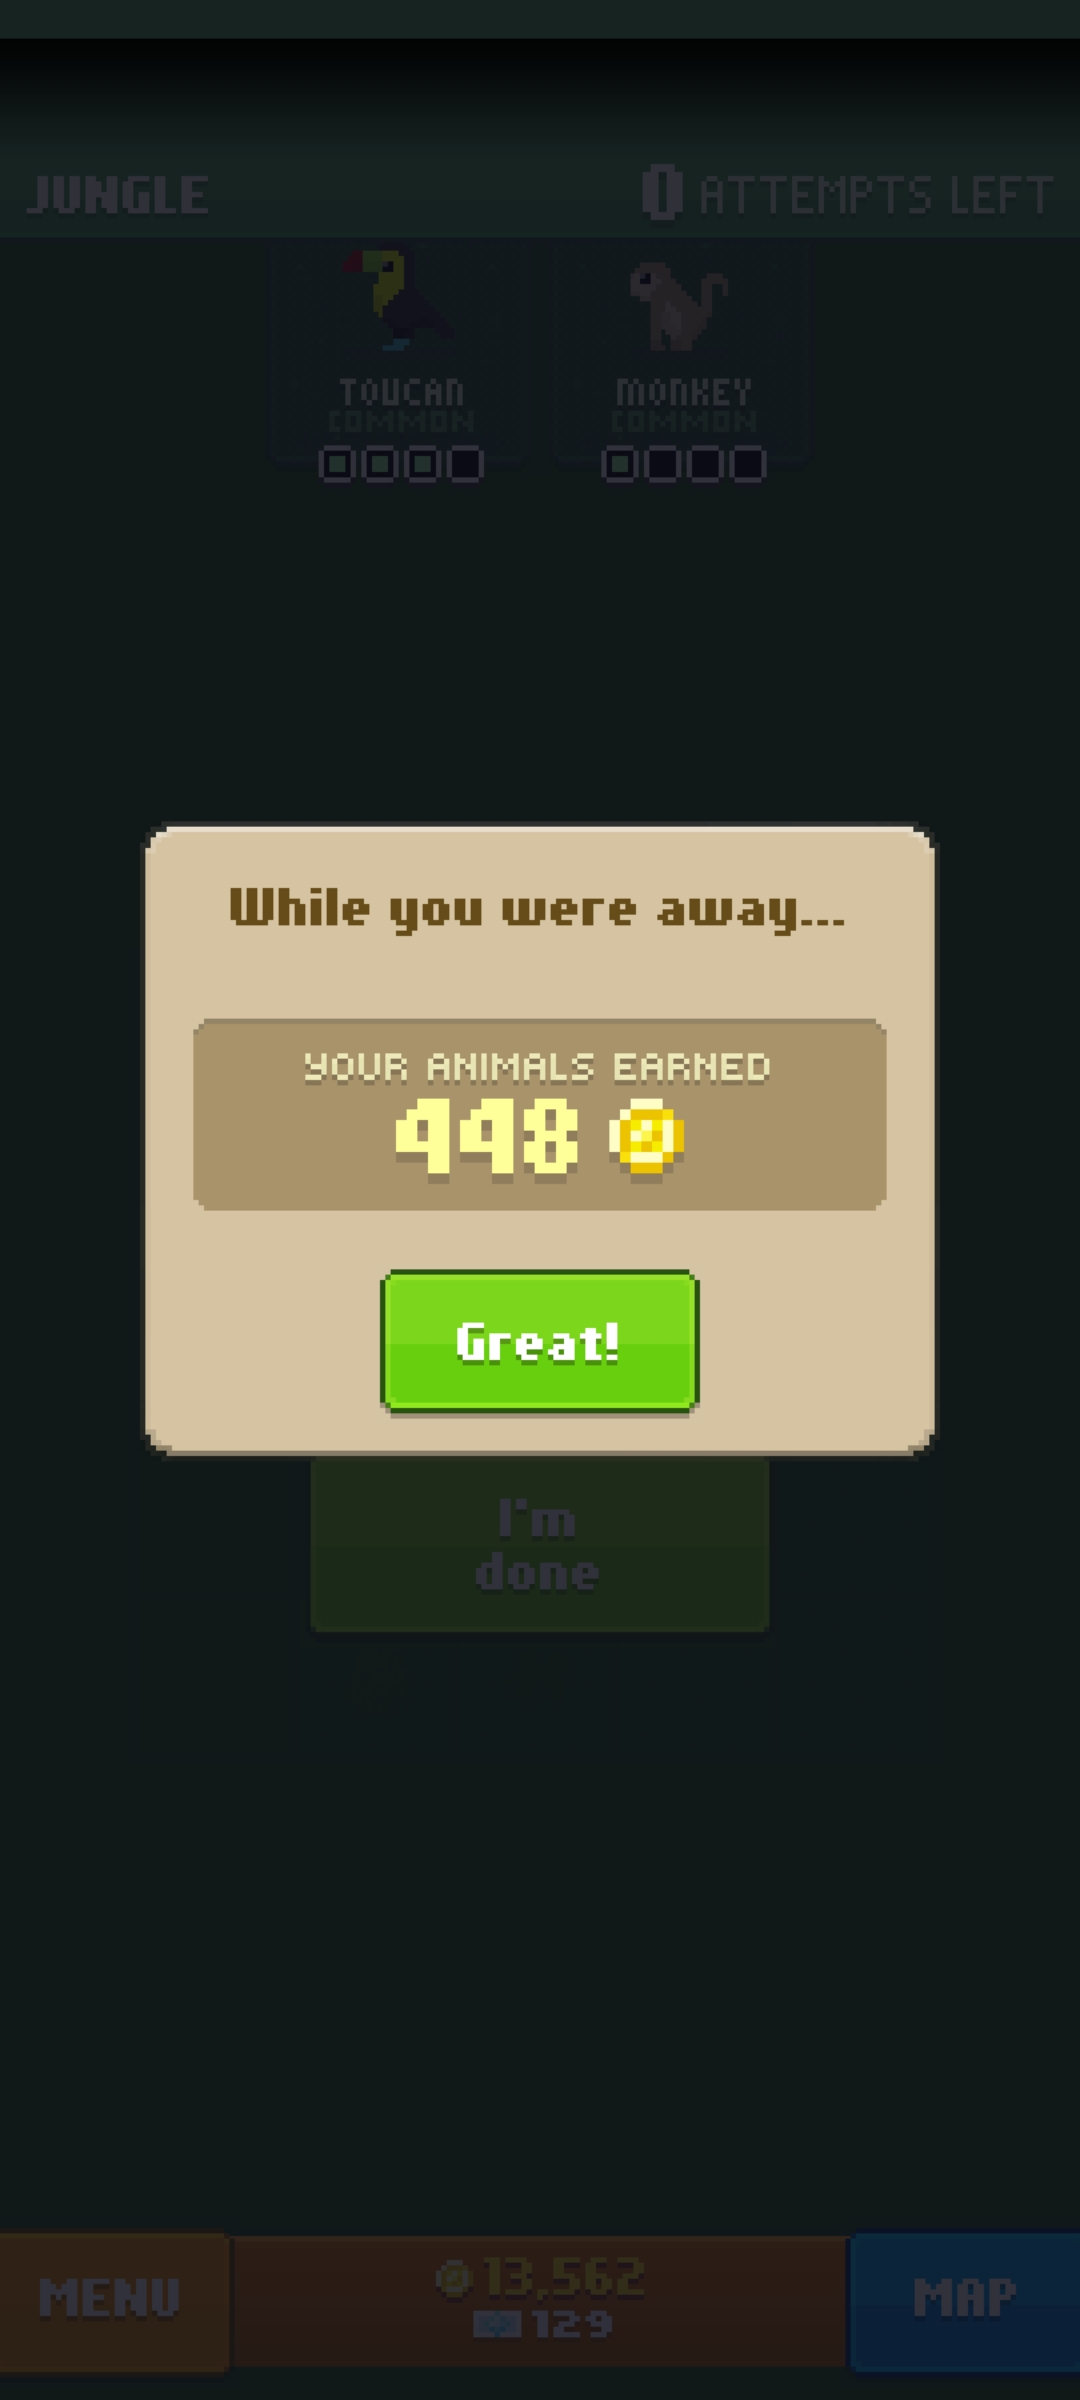 JUNGLE
0 ATTEMPTS LEFT
TOUCAN
MONKEY
COMMON
COMMON
While you were away...
YOUR ANIMALS EARNED
448
Great!
I'm
done
MENU
13,562
129
MAP